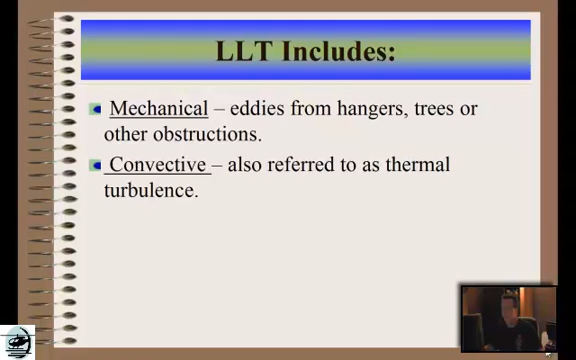 LLT Includes:
Mechanical – eddies from hangers, trees or
other obstructions.
Convective – also referred to as thermal
turbulence.